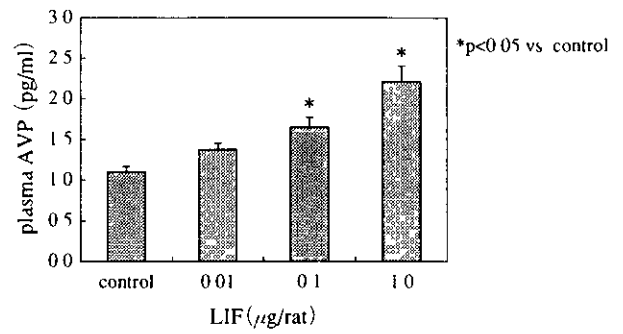 plasma AVP (pg/ml)
3 0
2 5
2 0
1 5
1 0
0 5
0 0
*
*
*p<0 05 vs control
control 0 01 0 1 1 0
LIF(μg/rat)